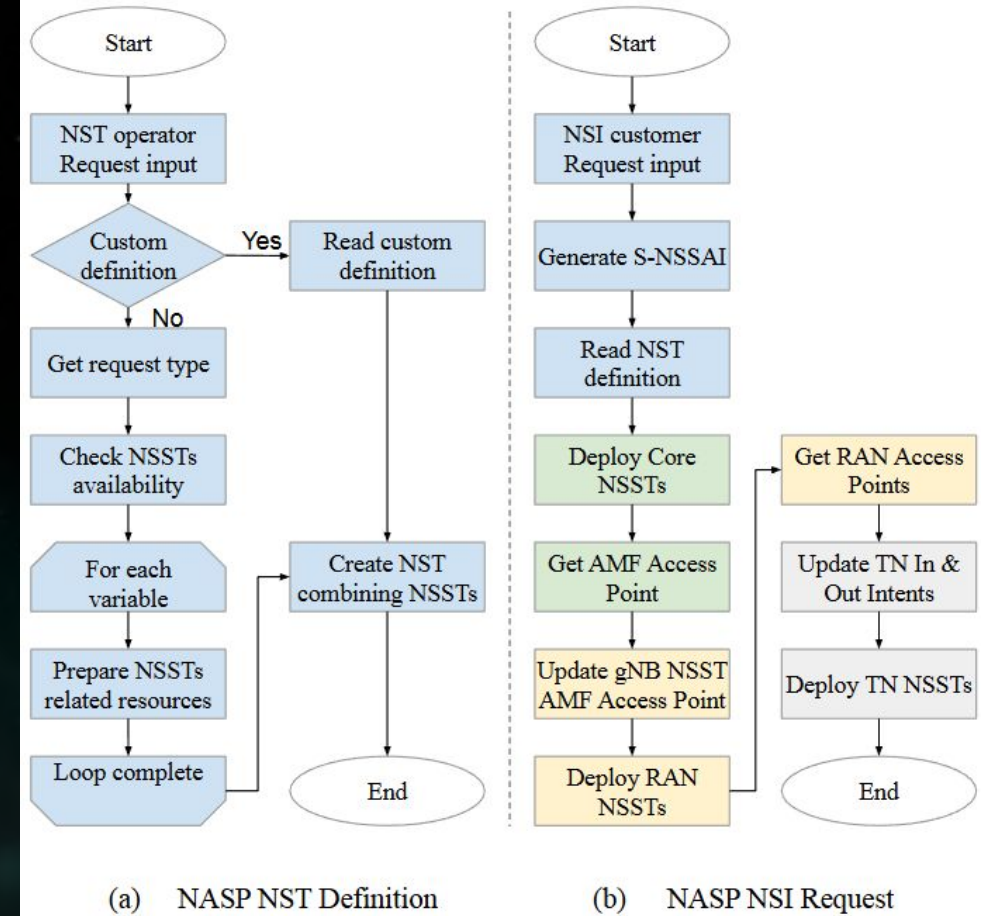 Start
NST operator
Request input
Custom
definition
Yes
Read custom
definition
No
Get request type
Check NSSTs
availability
For each
variable
Prepare NSSTs
related resources
Loop complete
Create NST
combining NSSTs
End
(a) NASP NST Definition
Start
NSI customer
Request input
Generate S-NSSAI
Read NST
definition
Deploy Core
NSSTs
Get AMF Access
Point
Update gNB NSST
AMF Access Point
Deploy RAN
NSSTs
Get RAN Access
Points
Update TN In &
Out Intents
Deploy TN NSSTs
End
(b) NASP NSI Request